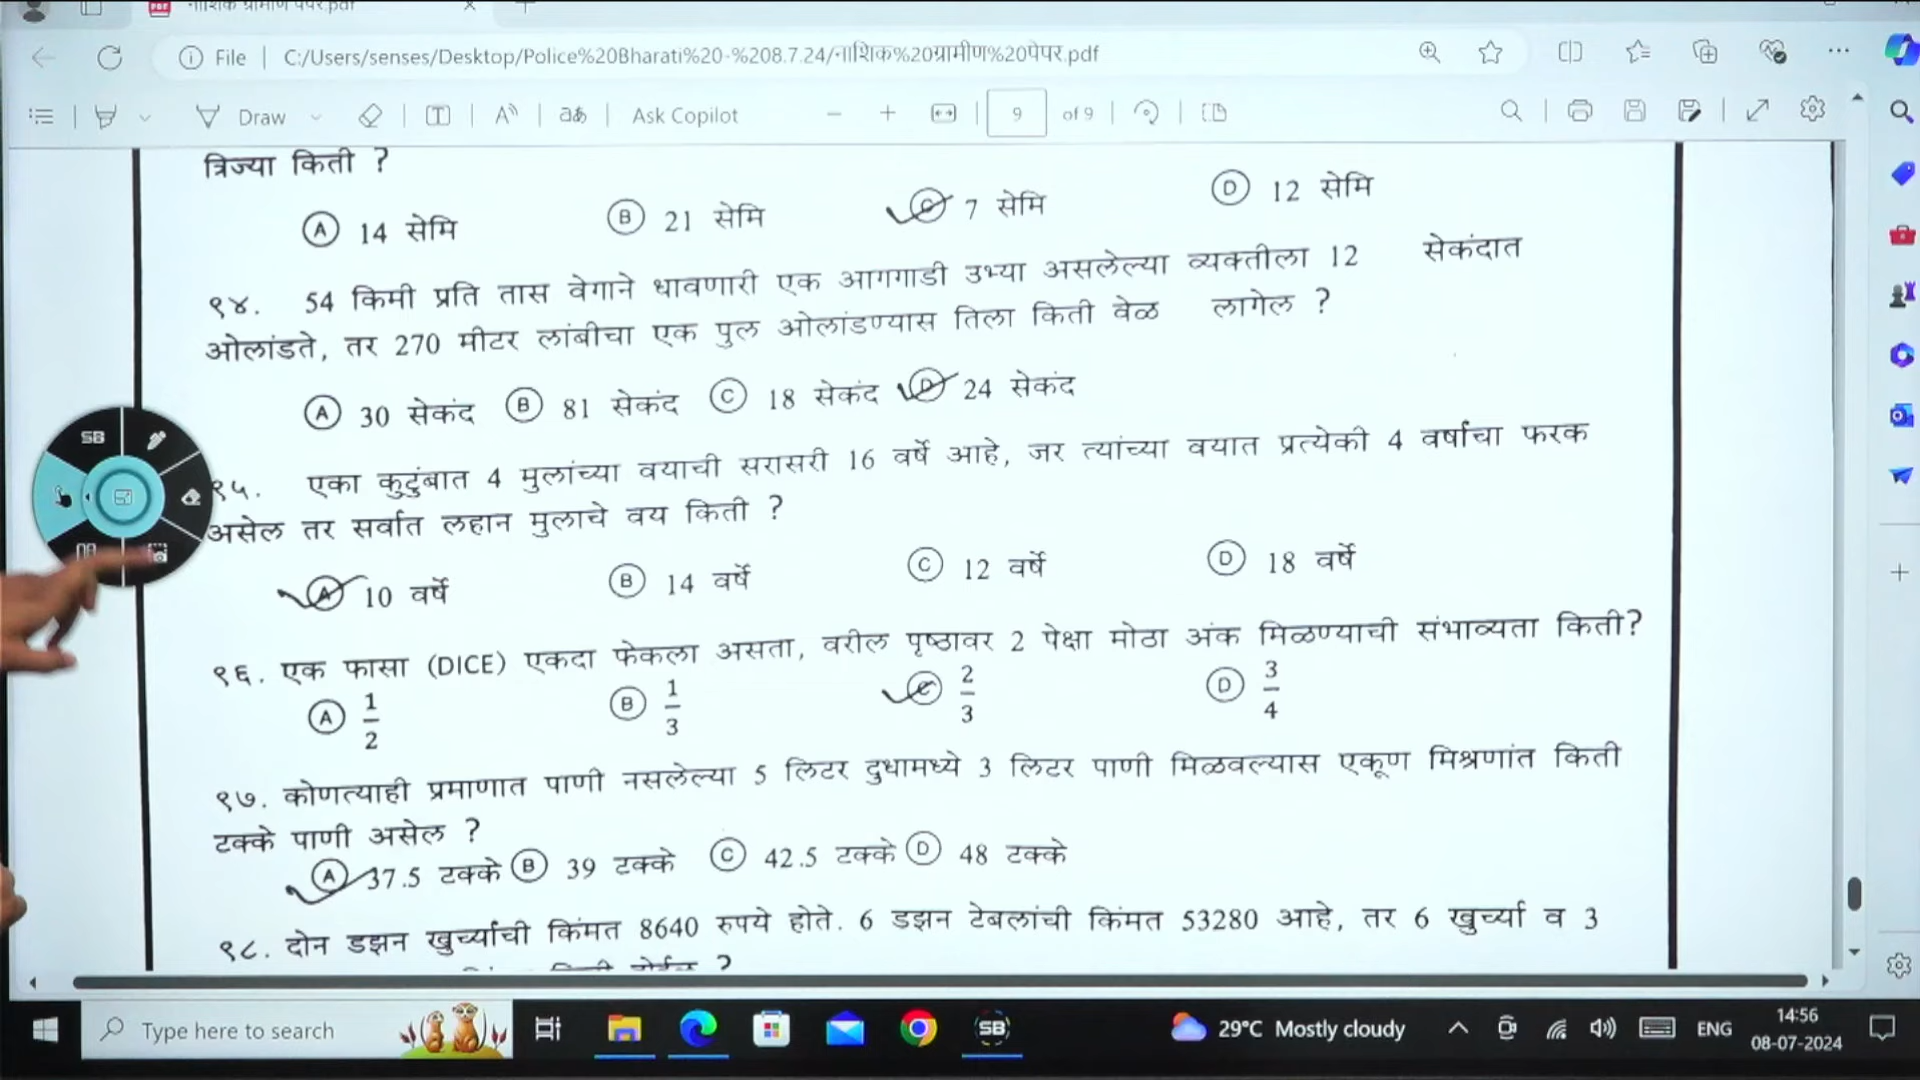 नाशिक ग्रामीण पेपर.pdf
File C:/Users/senses/Desktop/Police%20Bharati%20-%208.7.24/नाशिक%20ग्रामीण%20पेपर.pdf
Draw Ask Copilot 9 of 9
त्रिज्या किती ?
A 14 सेमि B 21 सेमि C 7 सेमि D 12 सेमि
९४. 54 किमी प्रति तास वेगाने धावणारी एक आगगाडी उभ्या असलेल्या व्यक्तीला 12 सेकंदात
ओलांडते, तर 270 मीटर लांबीचा एक पुल ओलांडण्यास तिला किती वेळ लागेल ?
A 30 सेकंद B 81 सेकंद C 18 सेकंद D 24 सेकंद
९५. एका कुटुंबात 4 मुलांच्या वयाची सरासरी 16 वर्षे आहे, जर त्यांच्या वयात प्रत्येकी 4 वर्षाचा फरक
असेल तर सर्वात लहान मुलाचे वय किती ?
A 10 वर्षे B 14 वर्षे C 12 वर्षे D 18 वर्षे
९६. एक फासा (DICE) एकदा फेकला असता, वरील पृष्ठावर 2 पेक्षा मोठा अंक मिळण्याची संभाव्यता किती?
A 1/2 B 1/3 C 2/3 D 3/4
९७. कोणत्याही प्रमाणात पाणी नसलेल्या 5 लिटर दुधामध्ये 3 लिटर पाणी मिळवल्यास एकूण मिश्रणांत किती
टक्के पाणी असेल ?
A 37.5 टक्के B 39 टक्के C 42.5 टक्के D 48 टक्के
९८. दोन डझन खुर्च्यांची किंमत 8640 रुपये होते. 6 डझन टेबलांची किंमत 53280 आहे, तर 6 खुर्च्या व 3
SB
Type here to search SB 29°C Mostly cloudy ENG 14:56
08-07-2024